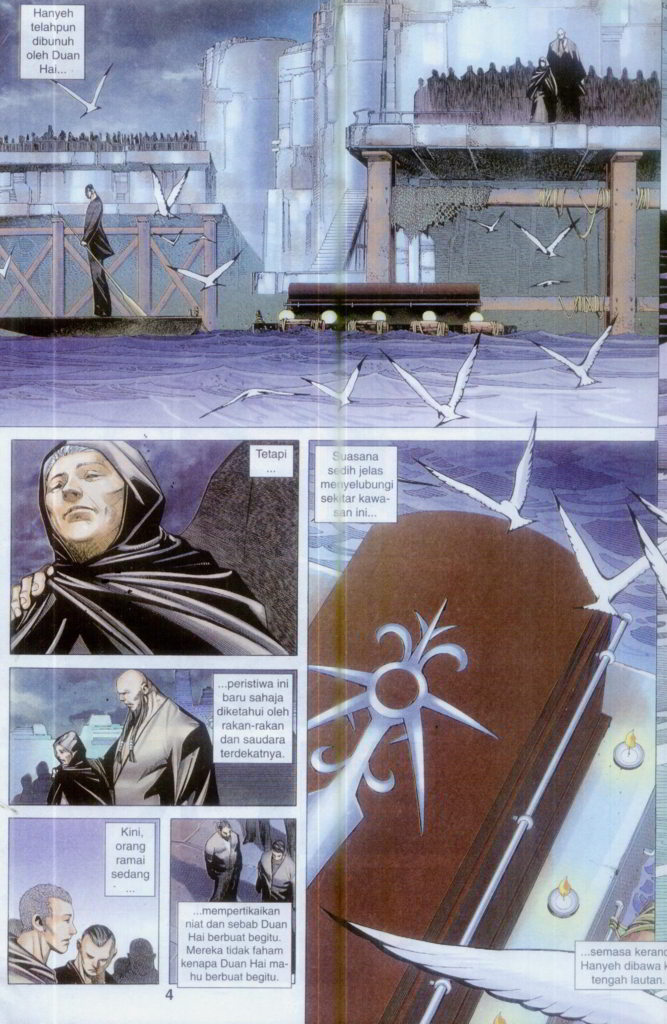 Hanyeh
telahpun
dibunuh
oleh Duan
Hai...
Tetapi
...
Suasana
sedih jelas
menyelubungi
sekitar kawa-
san ini...
...peristiwa ini
baru sahaja
diketahui oleh
rakan-rakan
dan saudara
terdekatnya.
Kini,
orang
ramai
sedang
...
...mempertikaikan
niat dan sebab Duan
Hai berbuat begitu.
Mereka tidak faham
kenapa Duan Hai ma-
hu berbuat begitu.
...semasa keranda
Hanyeh dibawa k
tengah lautan.
4